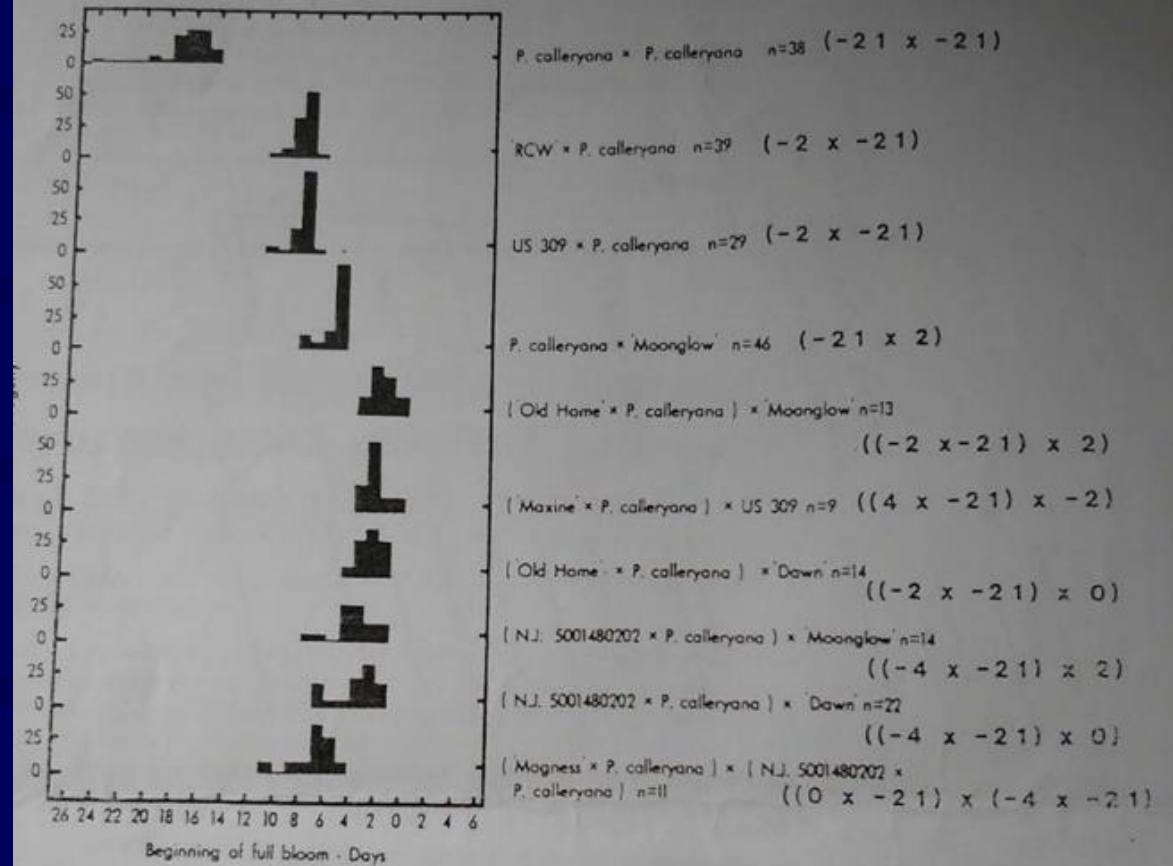 25
0
P. calleryana × P. calleryana n=38 (-21 x -21)
50
25
0
'RCW' × P. calleryana n=39 (-2 x -21)
50
25
0
US 309 × P. calleryana n=29 (-2 x -21)
50
25
0
P. calleryana × 'Moonglow' n=46 (-21 x 2)
25
0
('Old Home' × P. calleryana) × 'Moonglow' n=13
((-2 x -21) x 2)
50
25
0
('Maxine' × P. calleryana) × US 309 n=9 ((4 x -21) x -2)
25
0
('Old Home' × P. calleryana) × 'Dawn' n=14
((-2 x -21) x 0)
25
0
(N.J. 5001480202 × P. calleryana) × 'Moonglow' n=14
((-4 x -21) x 2)
25
0
(N.J. 5001480202 × P. calleryana) × 'Dawn' n=22
((-4 x -21) x 0)
25
0
('Magness' × P. calleryana) × (N.J. 5001480202 ×
P. calleryana) n=11 ((0 x -21) x (-4 x -21)
26 24 22 20 18 16 14 12 10 8 6 4 2 0 2 4 6
Beginning of full bloom - Days